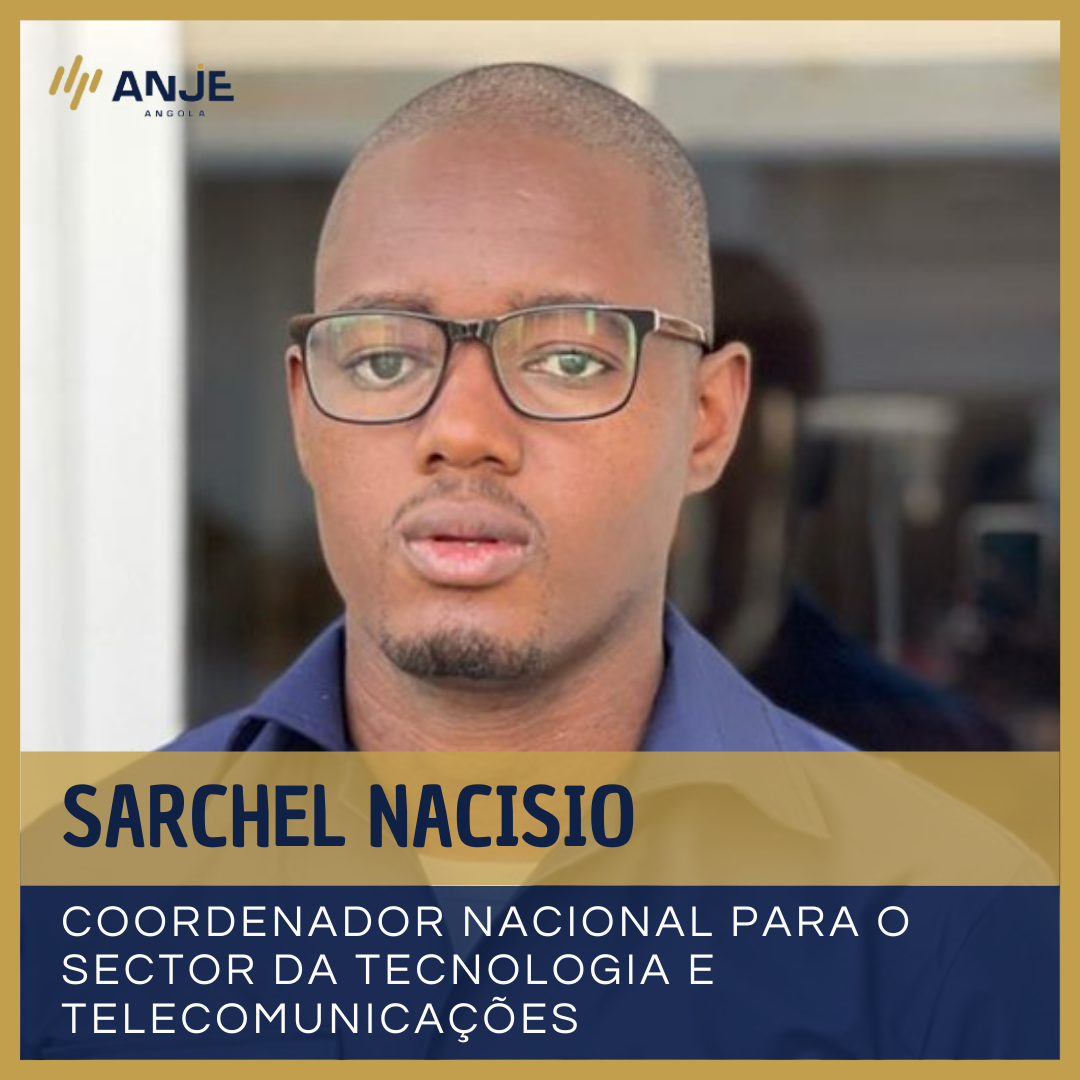 ANJE
ANGOLA
SARCHEL NACISIO
COORDENADOR NACIONAL PARA O
SECTOR DA TECNOLOGIA E
TELECOMUNICAÇÕES